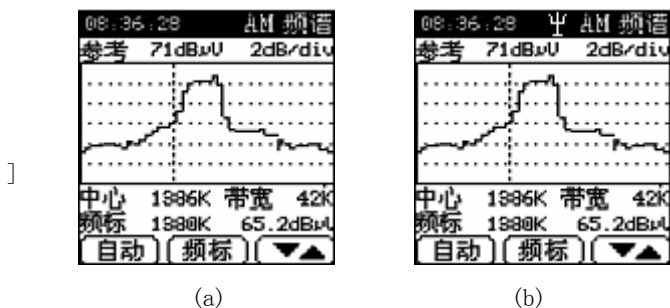 08:36:28 AM 频谱
参考 71dBμV 2dB/div
中心 1386K 带宽 42K
频标 1380K 65.2dBμV
自动 频标 ▼▲
(a)
08:36:28 Ψ AM 频谱
参考 71dBμV 2dB/div
中心 1386K 带宽 42K
频标 1380K 65.2dBμV
自动 频标 ▼▲
(b)
]